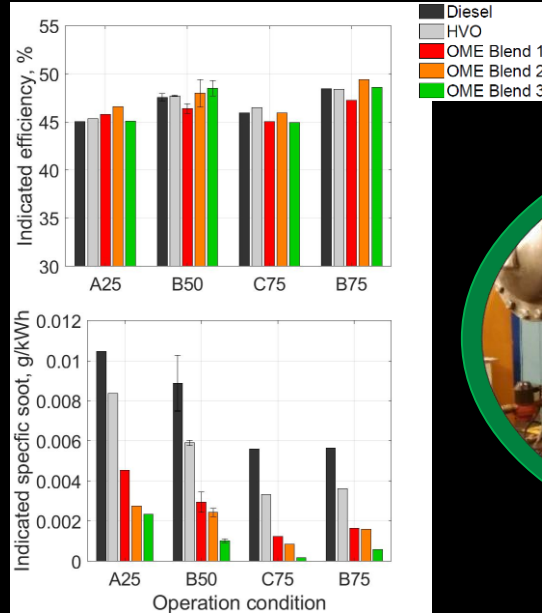 Diesel
HVO
OME Blend 1
OME Blend 2
OME Blend 3
Indicated efficiency, %
55
50
45
40
35
30
A25 B50 C75 B75
Indicated specfic soot, g/kWh
0.012
0.01
0.008
0.006
0.004
0.002
0
A25 B50 C75 B75
Operation condition